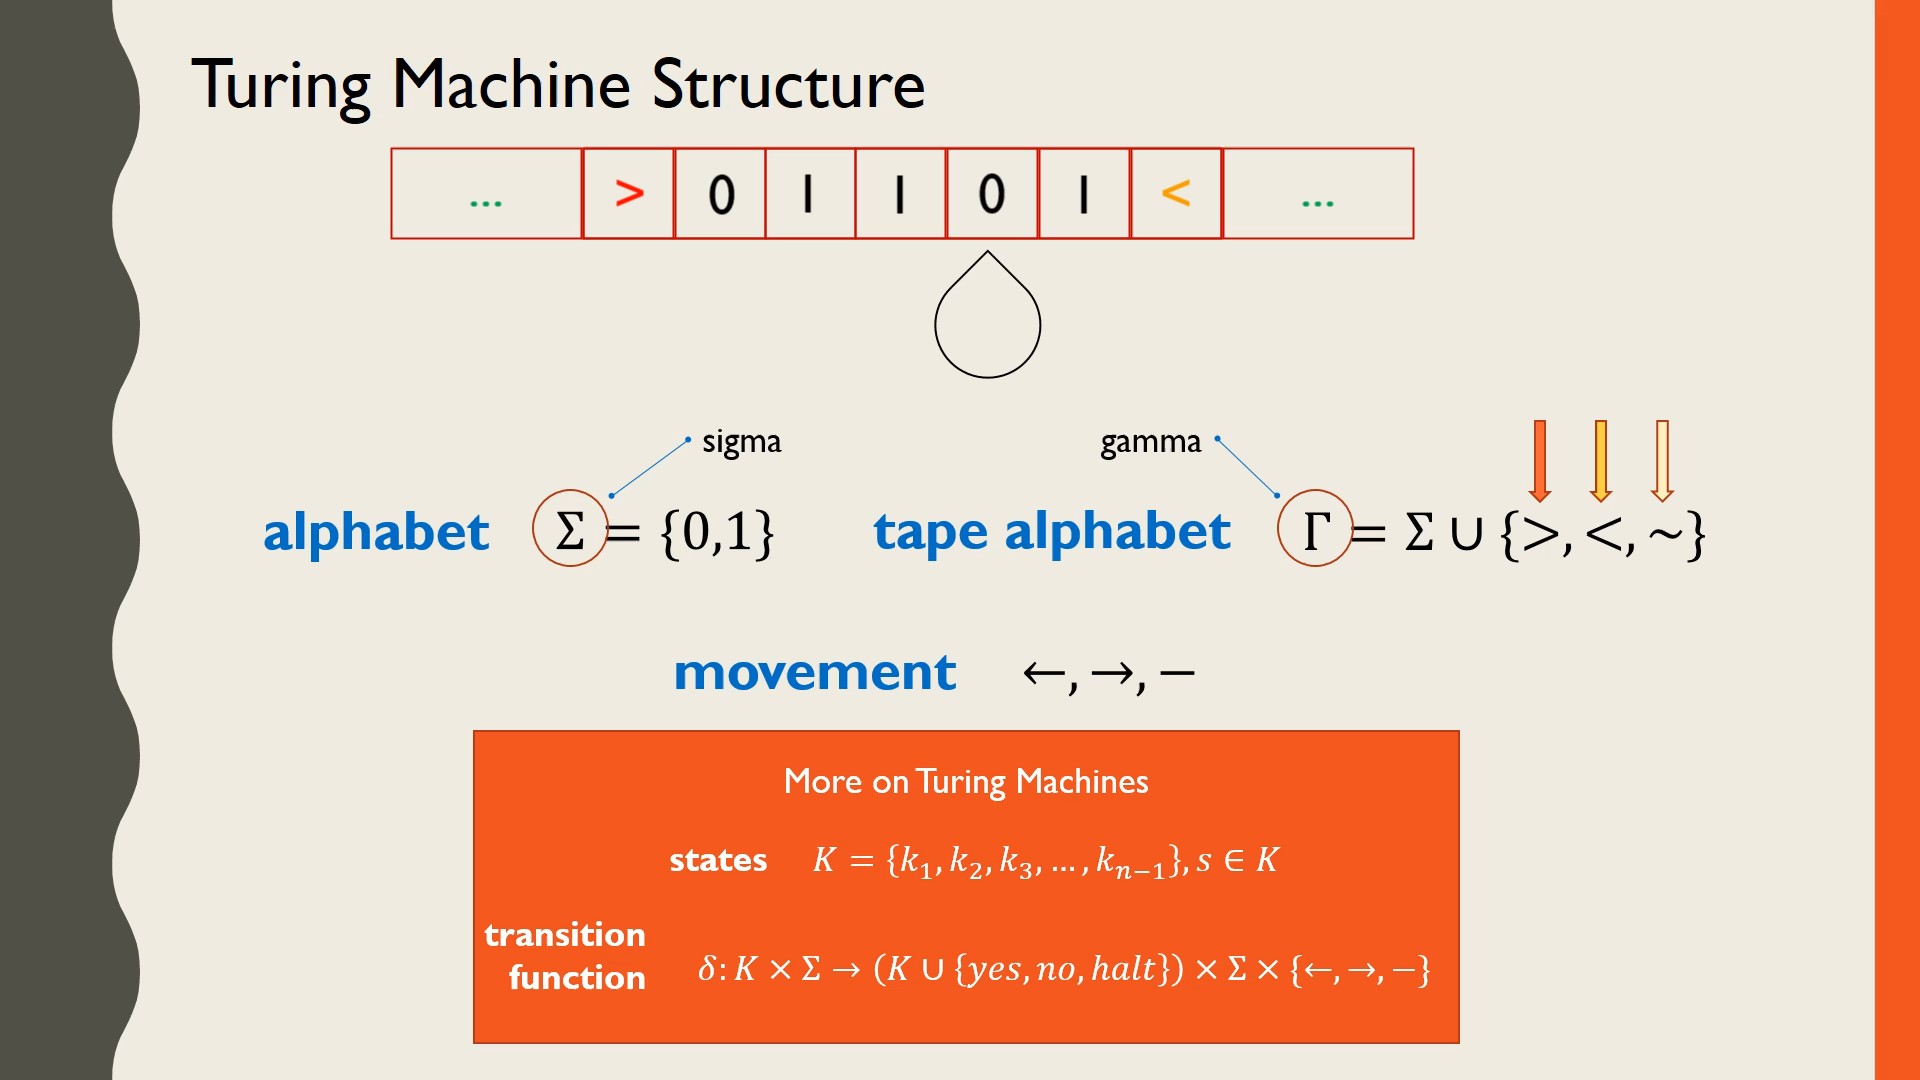 Turing Machine Structure
... > 0 1 1 0 1 < ...
sigma
gamma
alphabet Σ = {0,1}
tape alphabet Γ = Σ ∪ {>, <, ~}
movement ←, →, −
More on Turing Machines
states K = {k₁, k₂, k₃, … , kₙ₋₁}, s ∈ K
transition
function δ: K × Σ → (K ∪ {yes, no, halt}) × Σ × {←, →, −}